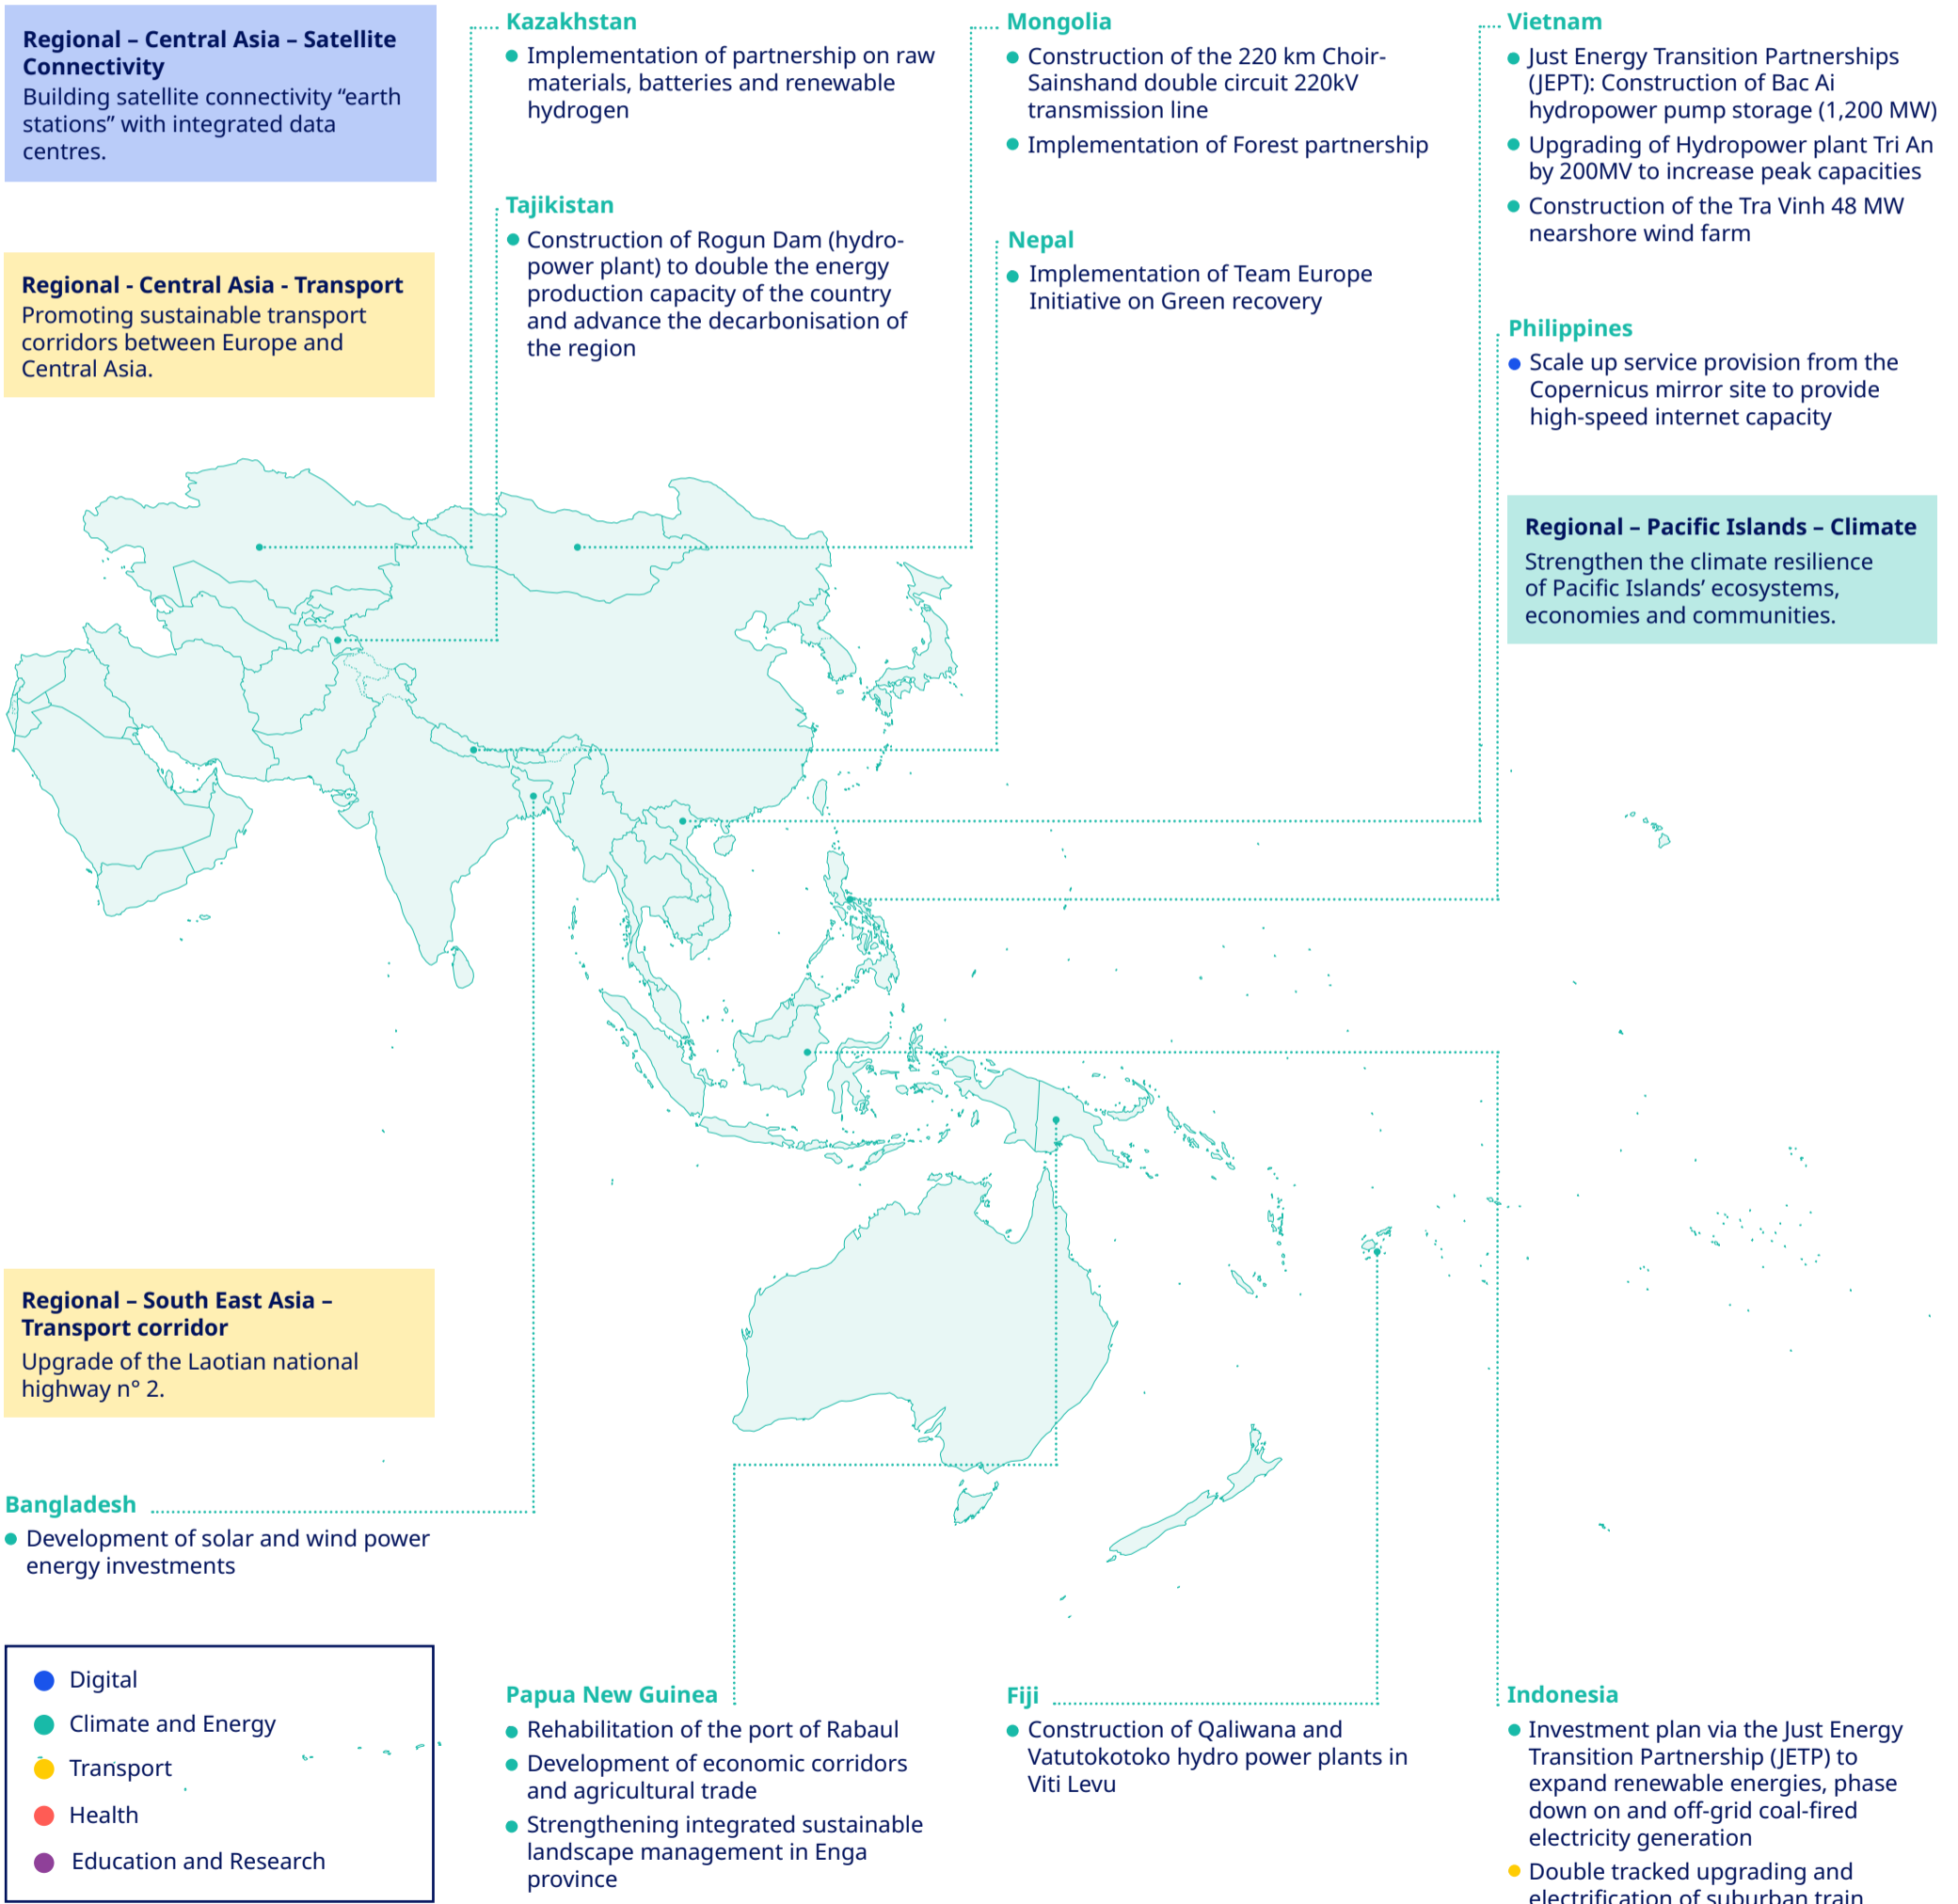 Regional – Central Asia – Satellite
Connectivity
Building satellite connectivity “earth
stations” with integrated data
centres.
Regional - Central Asia - Transport
Promoting sustainable transport
corridors between Europe and
Central Asia.
Kazakhstan
Implementation of partnership on raw
materials, batteries and renewable
hydrogen
Tajikistan
Construction of Rogun Dam (hydro-
power plant) to double the energy
production capacity of the country
and advance the decarbonisation of
the region
Mongolia
Construction of the 220 km Choir-
Sainshand double circuit 220kV
transmission line
Implementation of Forest partnership
Nepal
Implementation of Team Europe
Initiative on Green recovery
Vietnam
Just Energy Transition Partnerships
(JEPT): Construction of Bac Ai
hydropower pump storage (1,200 MW)
Upgrading of Hydropower plant Tri An
by 200MV to increase peak capacities
Construction of the Tra Vinh 48 MW
nearshore wind farm
Philippines
Scale up service provision from the
Copernicus mirror site to provide
high-speed internet capacity
Regional – Pacific Islands – Climate
Strengthen the climate resilience
of Pacific Islands’ ecosystems,
economies and communities.
Regional – South East Asia –
Transport corridor
Upgrade of the Laotian national
highway n° 2.
Bangladesh
Development of solar and wind power
energy investments
Digital
Climate and Energy
Transport
Health
Education and Research
Papua New Guinea
Rehabilitation of the port of Rabaul
Development of economic corridors
and agricultural trade
Strengthening integrated sustainable
landscape management in Enga
province
Fiji
Construction of Qaliwana and
Vatutokotoko hydro power plants in
Viti Levu
Indonesia
Investment plan via the Just Energy
Transition Partnership (JETP) to
expand renewable energies, phase
down on and off-grid coal-fired
electricity generation
Double tracked upgrading and
electrification of suburban train